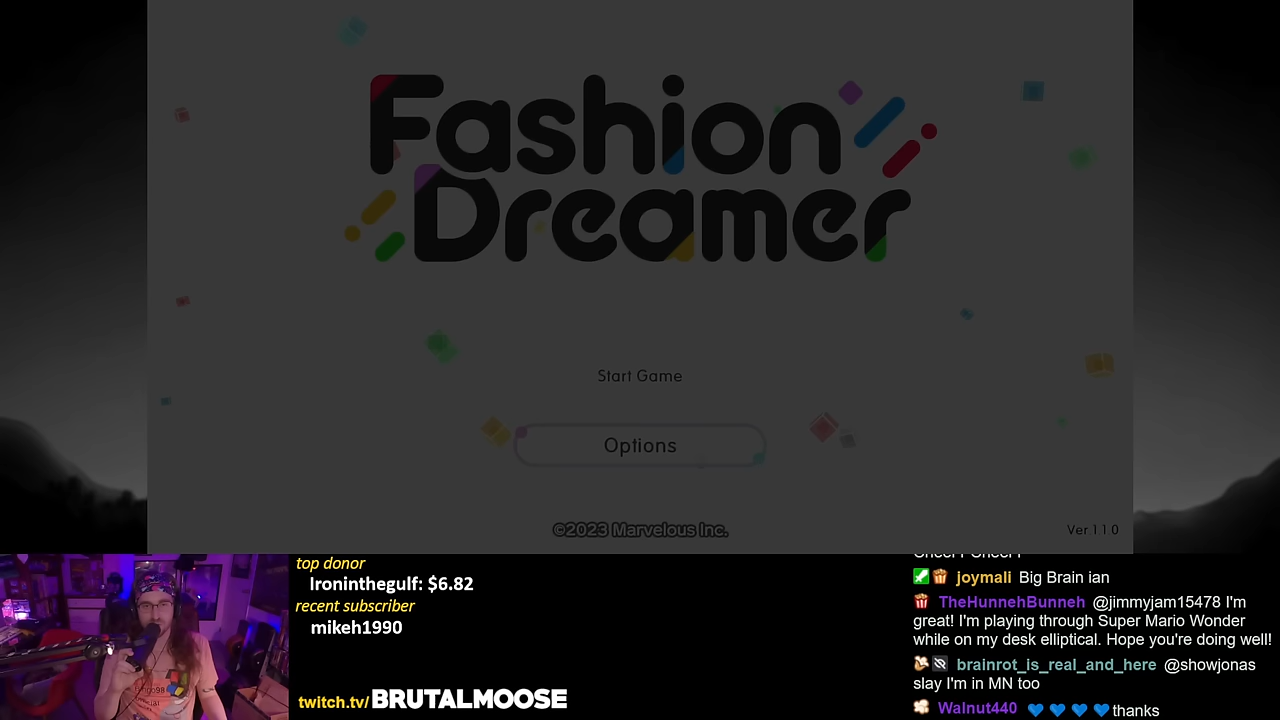 Fashion
Dreamer
Start Game
Options
©2023 Marvelous Inc.
Ver 1.1.0
top donor
Ironinthegulf: $6.82
recent subscriber
mikeh1990
twitch.tv/BRUTALMOOSE
joymali Big Brain ian
TheHunnehBunneh @jimmyjam15478 I'm
great! I'm playing through Super Mario Wonder
while on my desk elliptical. Hope you're doing well!
brainrot_is_real_and_here @showjonas
slay I'm in MN too
Walnut440 💙💙💙💙thanks